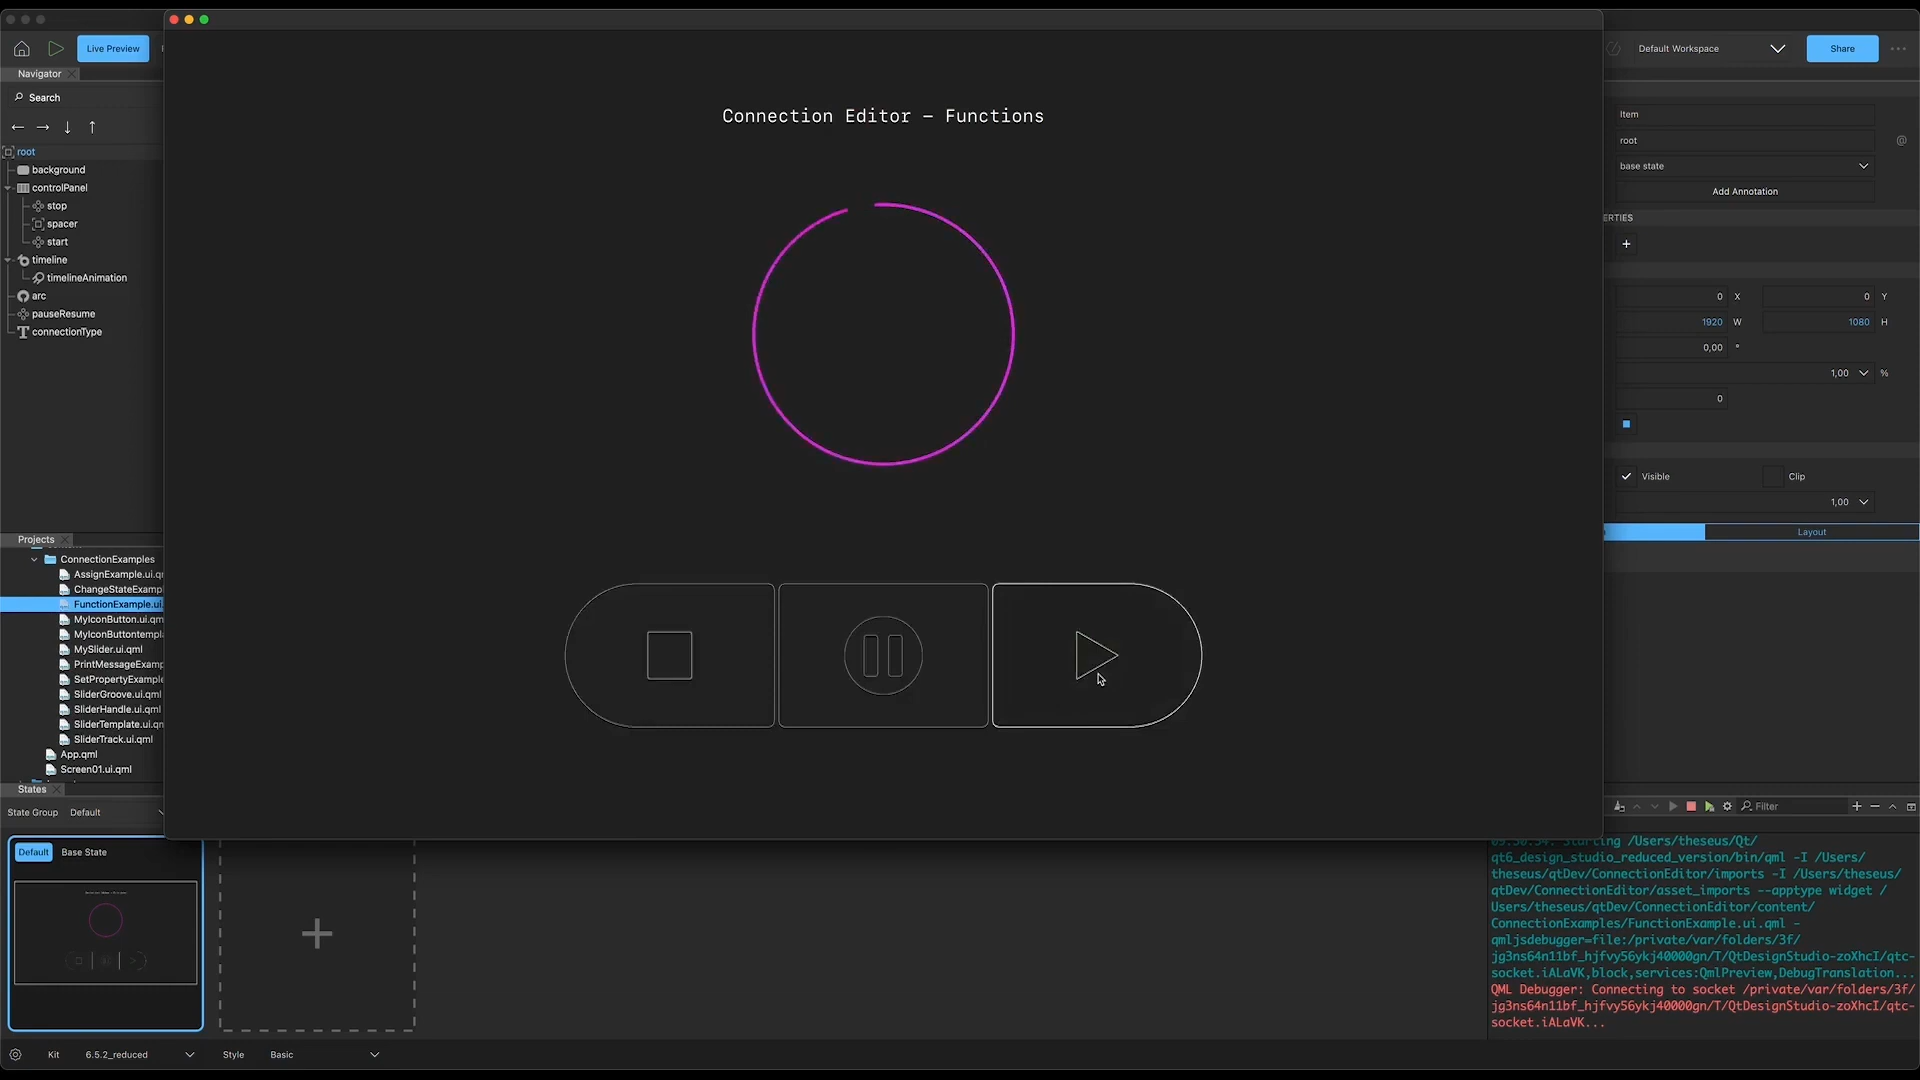 Live Preview
Default Workspace
Share
Navigator
Search
root
background
controlPanel
stop
spacer
start
timeline
timelineAnimation
arc
pauseResume
connectionType
Connection Editor – Functions
Item
root
@
base state
Add Annotation
ERTIES
0 X 0 Y
1920 W 1080 H
0,00 °
1,00 %
0
Visible Clip
1,00
Layout
Projects
ConnectionExamples
AssignExample.ui.q
ChangeStateExamp
FunctionExample.ui.
MyIconButton.ui.qm
MyIconButtontempl
MySlider.ui.qml
PrintMessageExamp
SetPropertyExample
SliderGroove.ui.qml
SliderHandle.ui.qml
SliderTemplate.ui.qm
SliderTrack.ui.qml
App.qml
Screen01.ui.qml
States
State Group Default
Default Base State
Filter
09:50:54: Starting /Users/theseus/Qt/
qt6_design_studio_reduced_version/bin/qml -I /Users/
theseus/qtDev/ConnectionEditor/imports -I /Users/theseus/
qtDev/ConnectionEditor/asset_imports --apptype widget /
Users/theseus/qtDev/ConnectionEditor/content/
ConnectionExamples/FunctionExample.ui.qml -
qmljsdebugger=file:/private/var/folders/3f/
jg3ns64n11bf_hjfvy56ykj40000gn/T/QtDesignStudio-zoXhcI/qtc-
socket.iALaVK,block,services:QmlPreview,DebugTranslation...
QML Debugger: Connecting to socket /private/var/folders/3f/
jg3ns64n11bf_hjfvy56ykj40000gn/T/QtDesignStudio-zoXhcI/qtc-
socket.iALaVK...
Kit 6.5.2_reduced Style Basic